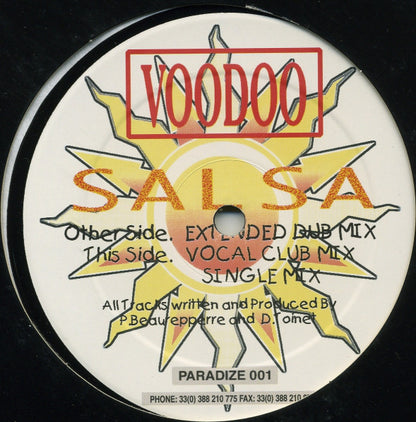 VOODOO
SALSA
Other Side. EXTENDED DUB MIX
This Side. VOCAL CLUB MIX
SINGLE MIX
All Tracks written and Produced By
P.Beaurepperre and D.Tomet
PARADIZE 001
PHONE: 33(0) 388 210 775 FAX: 33(0) 388 210